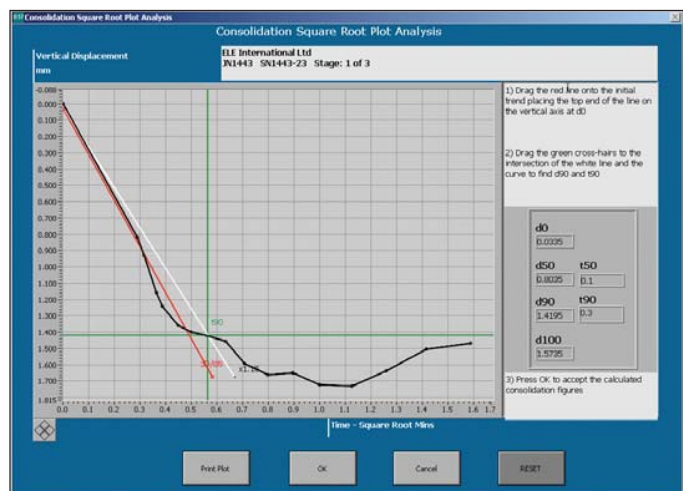 Consolidation Square Root Plot Analysis
Consolidation Square Root Plot Analysis
Vertical Displacement
mm
ELE International Ltd
JN1443 SN1443-23 Stage: 1 of 3
1) Drag the red line onto the initial
trend placing the top end of the line on
the vertical axis at d0
2) Drag the green cross-hairs to the
intersection of the white line and the
curve to find d90 and t90
-0.088
0.000
0.100
0.200
0.300
0.400
0.500
0.600
0.700
0.800
0.900
1.000
1.100
1.200
1.300
1.400
1.500
1.600
1.700
1.815
t90
x1.15
d0
0.0335
d50 t50
0.8035 0.1
d90 t90
1.4195 0.3
d100
1.5735
3) Press OK to accept the calculated
consolidation figures
0.0 0.1 0.2 0.3 0.4 0.5 0.6 0.7 0.8 0.9 1.0 1.1 1.2 1.3 1.4 1.5 1.6 1.7
Time - Square Root Mins
Print Plot OK Cancel RESET